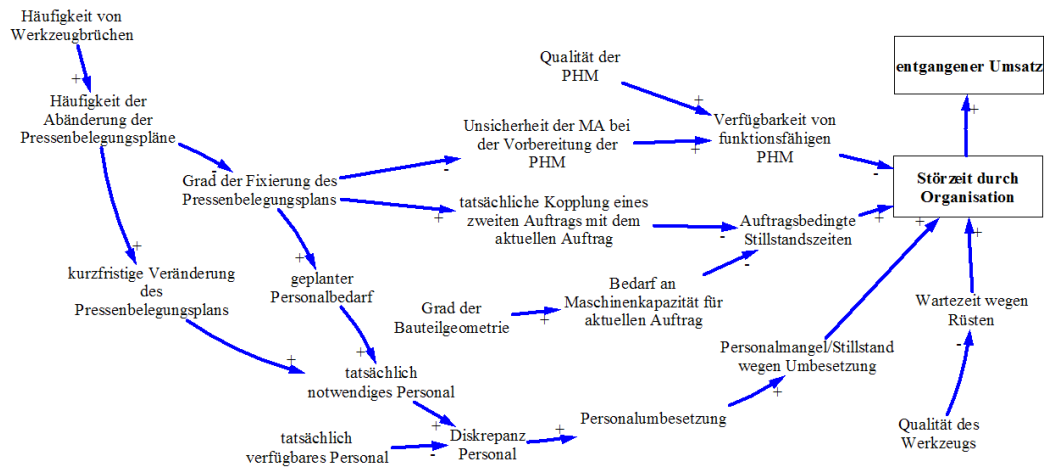 Häufigkeit von
Werkzeugbrüchen
+
Häufigkeit der
Abänderung der
Pressenbelegungspläne
-
Grad der Fixierung des
Pressenbelegungsplans
+
kurzfristige Veränderung
des
Pressenbelegungsplans
+
geplanter
Personalbedarf
+
+
tatsächlich
notwendiges Personal
tatsächlich
verfügbares Personal
+
-
Diskrepanz
Personal
+
Personalumbesetzung
+
Personalmangel/Stillstand
wegen Umbesetzung
+
Qualität der
PHM
+
Unsicherheit der MA bei
der Vorbereitung der
PHM
-
+
Verfügbarkeit von
funktionsfähigen
PHM
-
tatsächliche Kopplung eines
zweiten Auftrags mit dem
aktuellen Auftrag
+
-
Auftragsbedingte
Stillstandszeiten
+
Grad der
Bauteilgeometrie
+
Bedarf an
Maschinenkapazität für
aktuellen Auftrag
-
Qualität des
Werkzeugs
-
Wartezeit wegen
Rüsten
+
Störzeit durch
Organisation
+
entgangener Umsatz